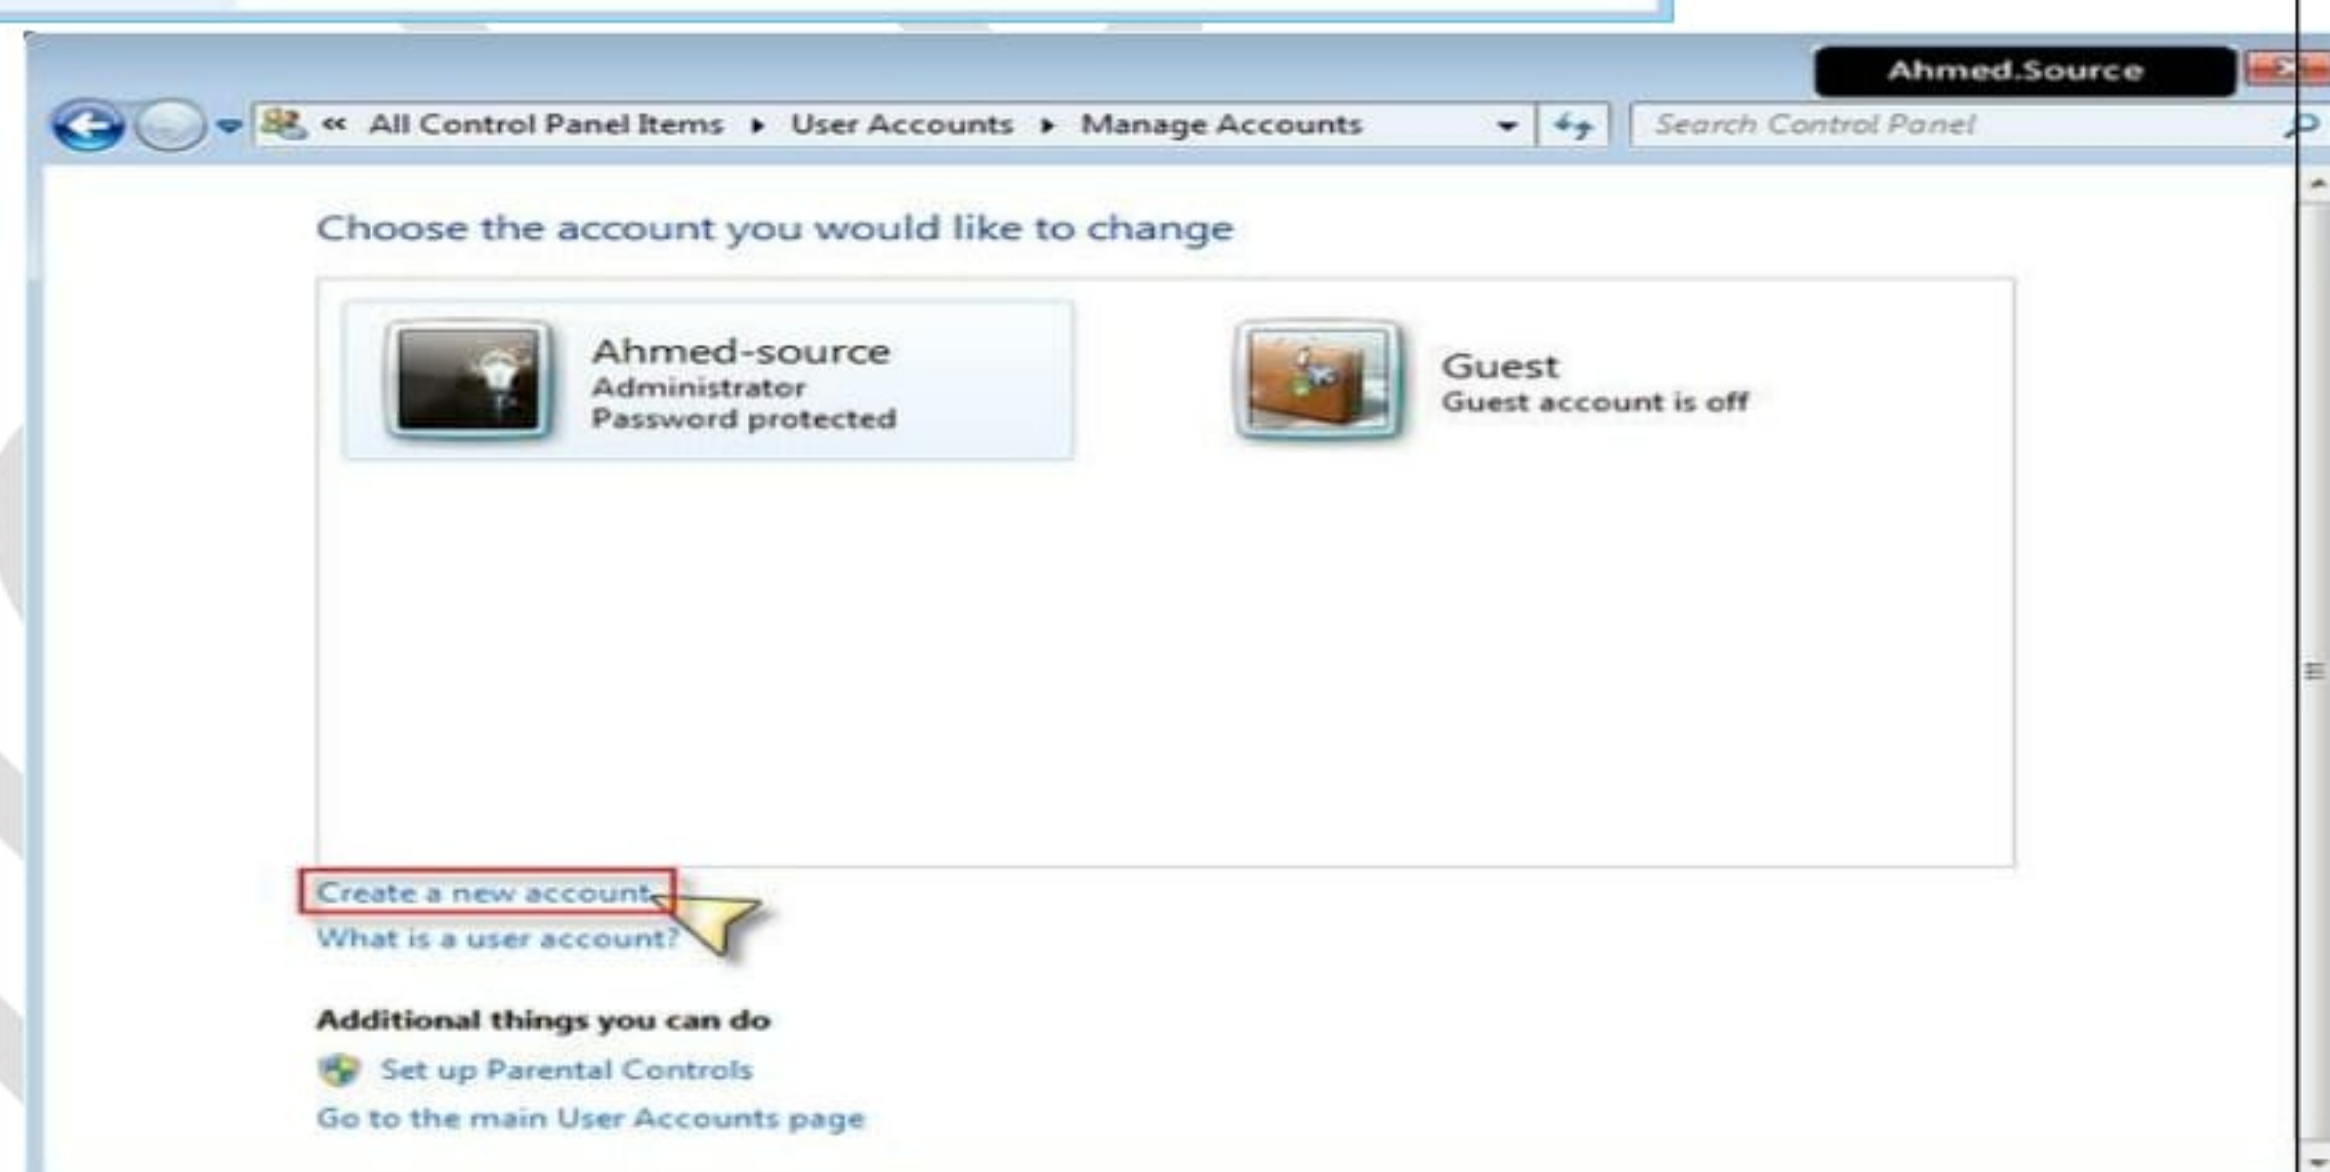 Ahmed.Source
« All Control Panel Items ▸ User Accounts ▸ Manage Accounts
Search Control Panel
Choose the account you would like to change
Ahmed-source
Administrator
Password protected
Guest
Guest account is off
Create a new account
What is a user account?
Additional things you can do
Set up Parental Controls
Go to the main User Accounts page